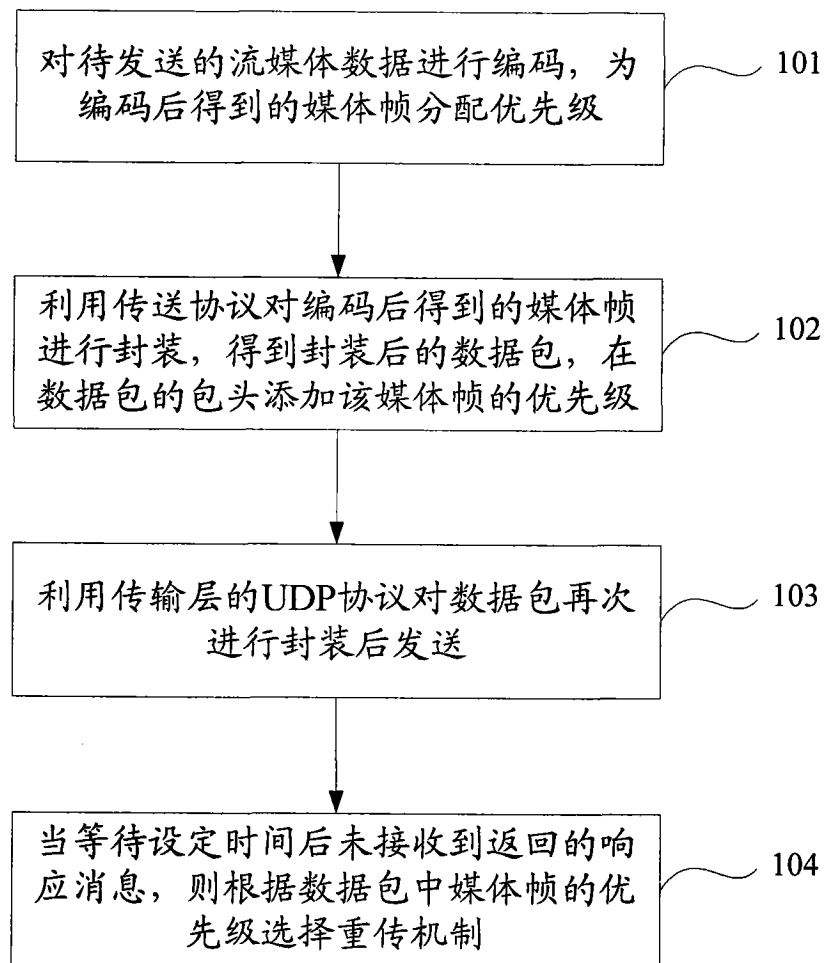 对待发送的流媒体数据进行编码，为
编码后得到的媒体帧分配优先级
101
利用传送协议对编码后得到的媒体帧
进行封装，得到封装后的数据包，在
数据包的包头添加该媒体帧的优先级
102
利用传输层的UDP协议对数据包再次
进行封装后发送
103
当等待设定时间后未接收到返回的响
应消息，则根据数据包中媒体帧的优
先级选择重传机制
104